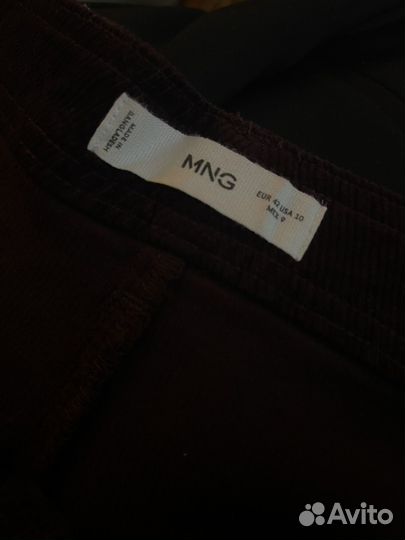 MADE IN
BANGLADESH
MNG
EUR 42 USA 10
MEX 9
Avito